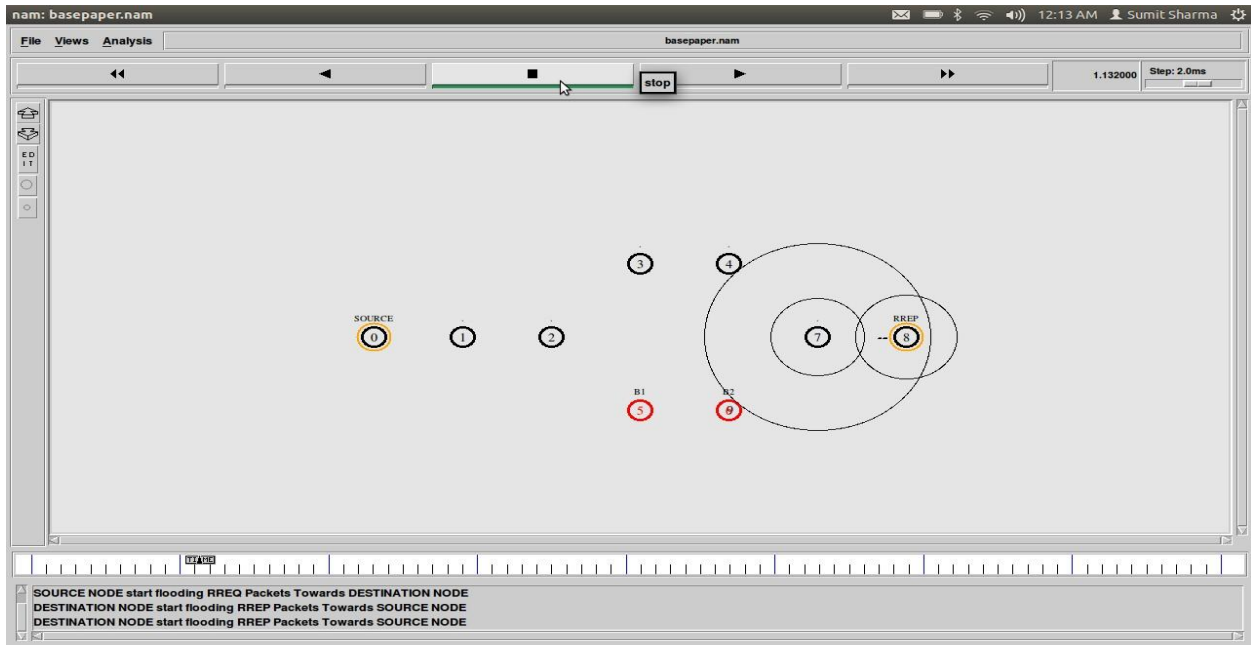 nam: basepaper.nam 12:13 AM Sumit Sharma
File Views Analysis basepaper.nam
stop 1.132000 Step: 2.0ms
E D
I T
3 4
SOURCE RREP
0 1 2 7 -- 8
B1 B2
5
TIME
SOURCE NODE start flooding RREQ Packets Towards DESTINATION NODE
DESTINATION NODE start flooding RREP Packets Towards SOURCE NODE
DESTINATION NODE start flooding RREP Packets Towards SOURCE NODE